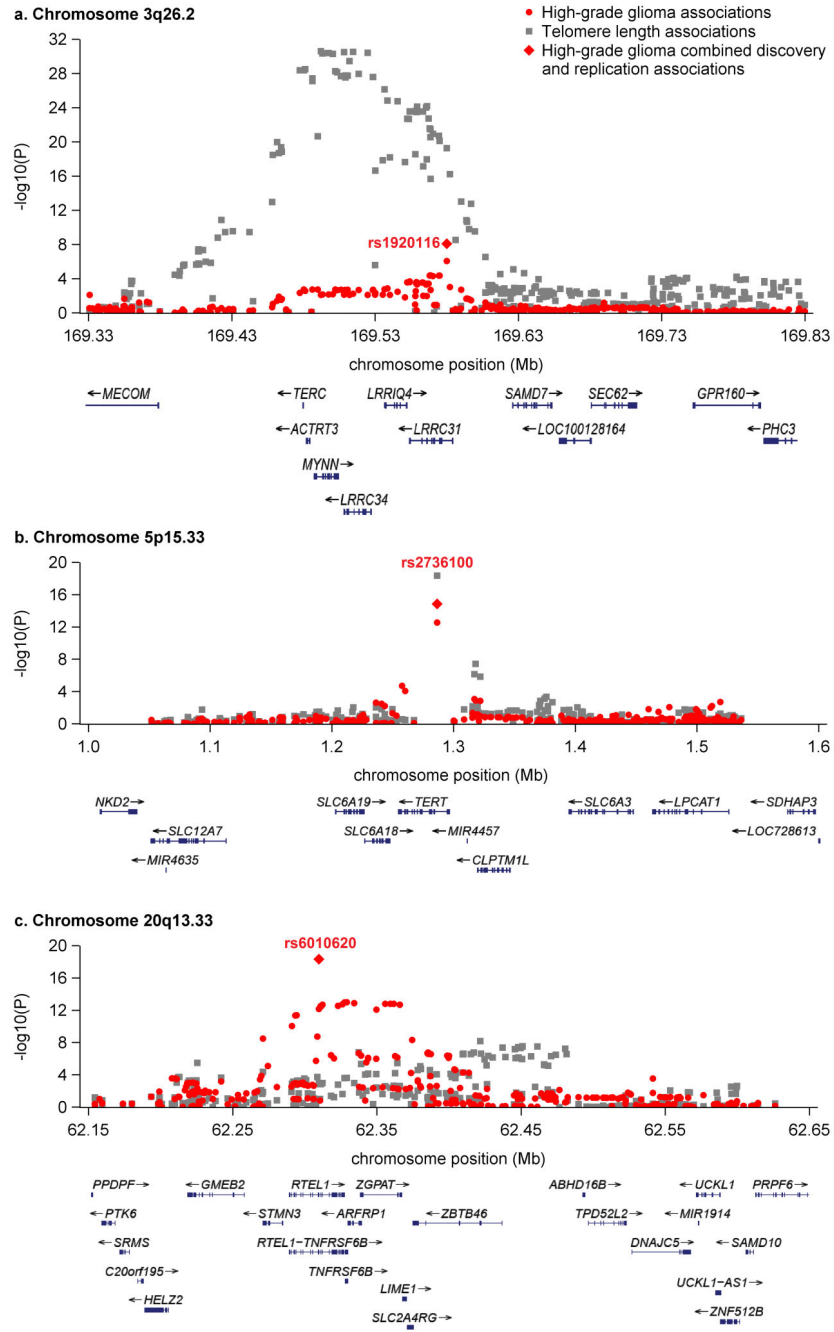 a. Chromosome 3q26.2
High-grade glioma associations
Telomere length associations
High-grade glioma combined discovery
and replication associations
32
28
24
20
16
12
8
4
0
-log10(P)
rs1920116
169.33 169.43 169.53 169.63 169.73 169.83
chromosome position (Mb)
←MECOM ←TERC LRRIQ4→ SAMD7→ SEC62→ GPR160→
←ACTRT3 ←LRRC31 ←LOC100128164 ←PHC3
MYNN→
←LRRC34
b. Chromosome 5p15.33
20
16
12
8
4
0
-log10(P)
rs2736100
1.0 1.1 1.2 1.3 1.4 1.5 1.6
chromosome position (Mb)
NKD2→ SLC6A19→ ←TERT ←SLC6A3 ←LPCAT1 ←SDHAP3
←SLC12A7 SLC6A18→ ←MIR4457 ←LOC728613
←MIR4635 ←CLPTM1L
c. Chromosome 20q13.33
20
16
12
8
4
0
-log10(P)
rs6010620
62.15 62.25 62.35 62.45 62.55 62.65
chromosome position (Mb)
PPDPF→ ←GMEB2 RTEL1→ ZGPAT→ ABHD16B→ ←UCKL1 PRPF6→
←PTK6 ←STMN3 ←ARFRP1 ←ZBTB46 TPD52L2→ ←MIR1914
←SRMS RTEL1-TNFRSF6B→ DNAJC5→ ←SAMD10
C20orf195→ TNFRSF6B→ UCKL1-AS1→
←HELZ2 LIME1→ ←ZNF512B
SLC2A4RG→